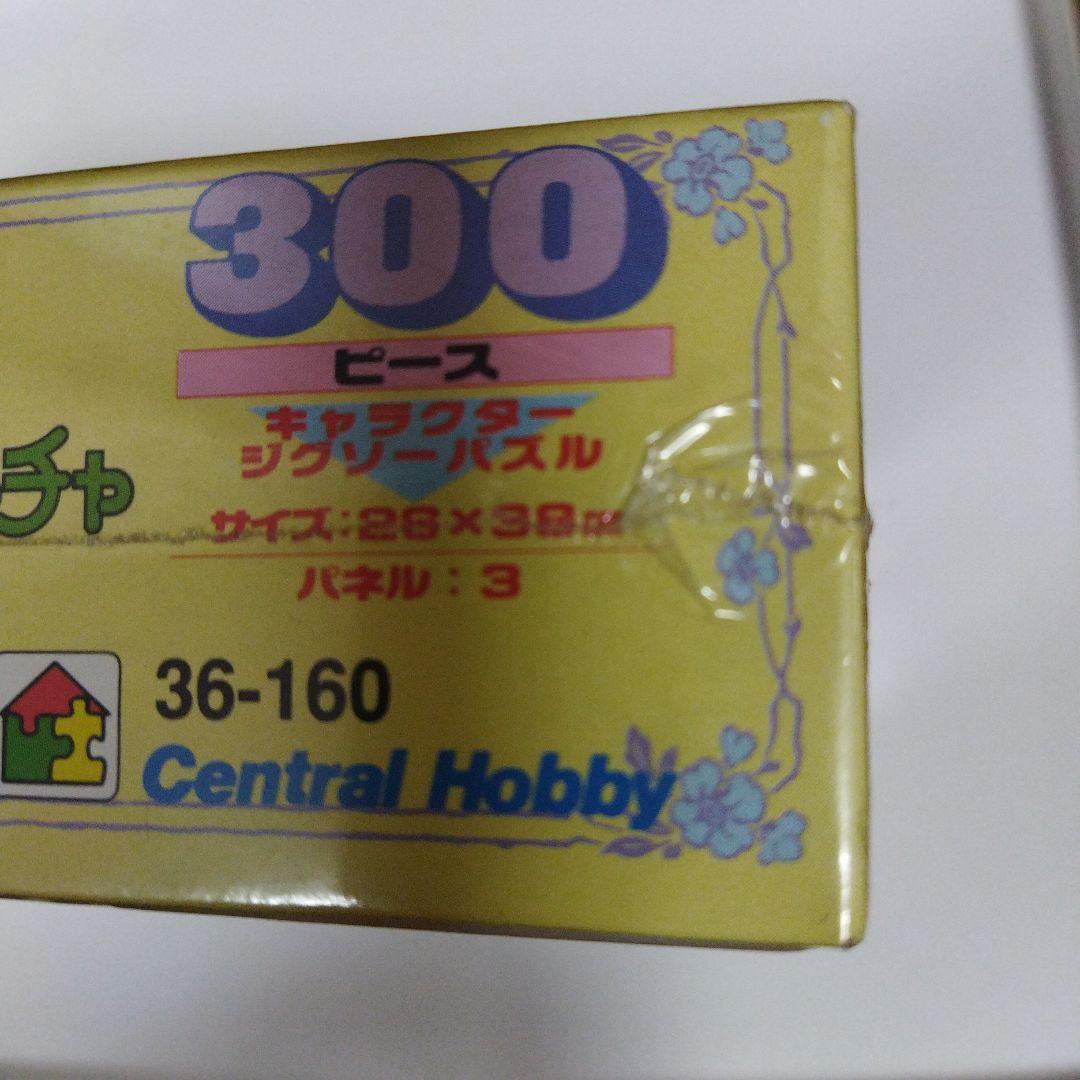 300
ピース
キャラクター
ジグソーパズル
チャ
サイズ:26×38cm
パネル:3
36-160
Central Hobby